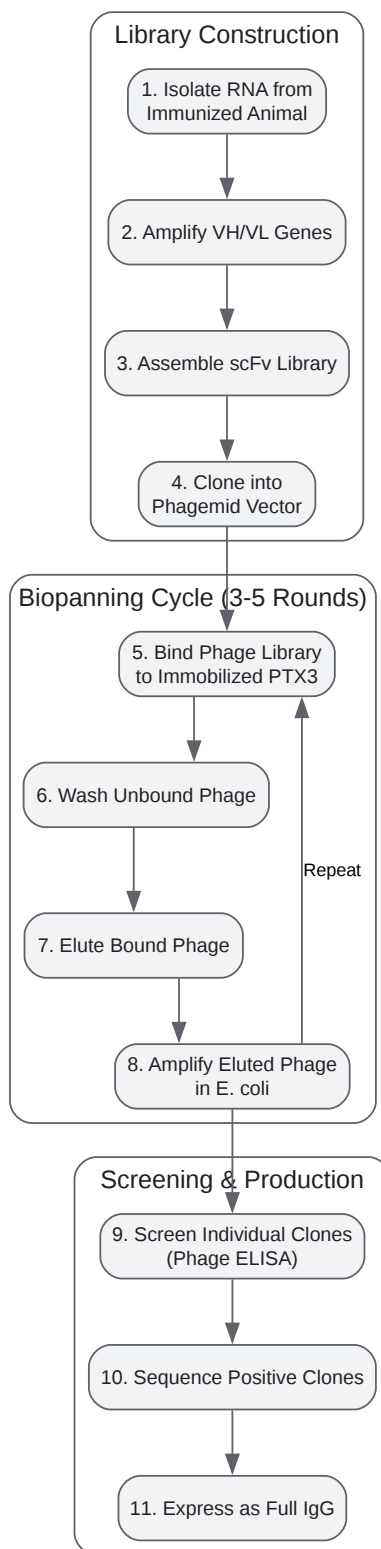 Library Construction
1. Isolate RNA from
Immunized Animal
2. Amplify VH/VL Genes
3. Assemble scFv Library
4. Clone into
Phagemid Vector
Biopanning Cycle (3-5 Rounds)
5. Bind Phage Library
to Immobilized PTX3
6. Wash Unbound Phage
Repeat
7. Elute Bound Phage
8. Amplify Eluted Phage
in E. coli
Screening & Production
9. Screen Individual Clones
(Phage ELISA)
10. Sequence Positive Clones
11. Express as Full IgG